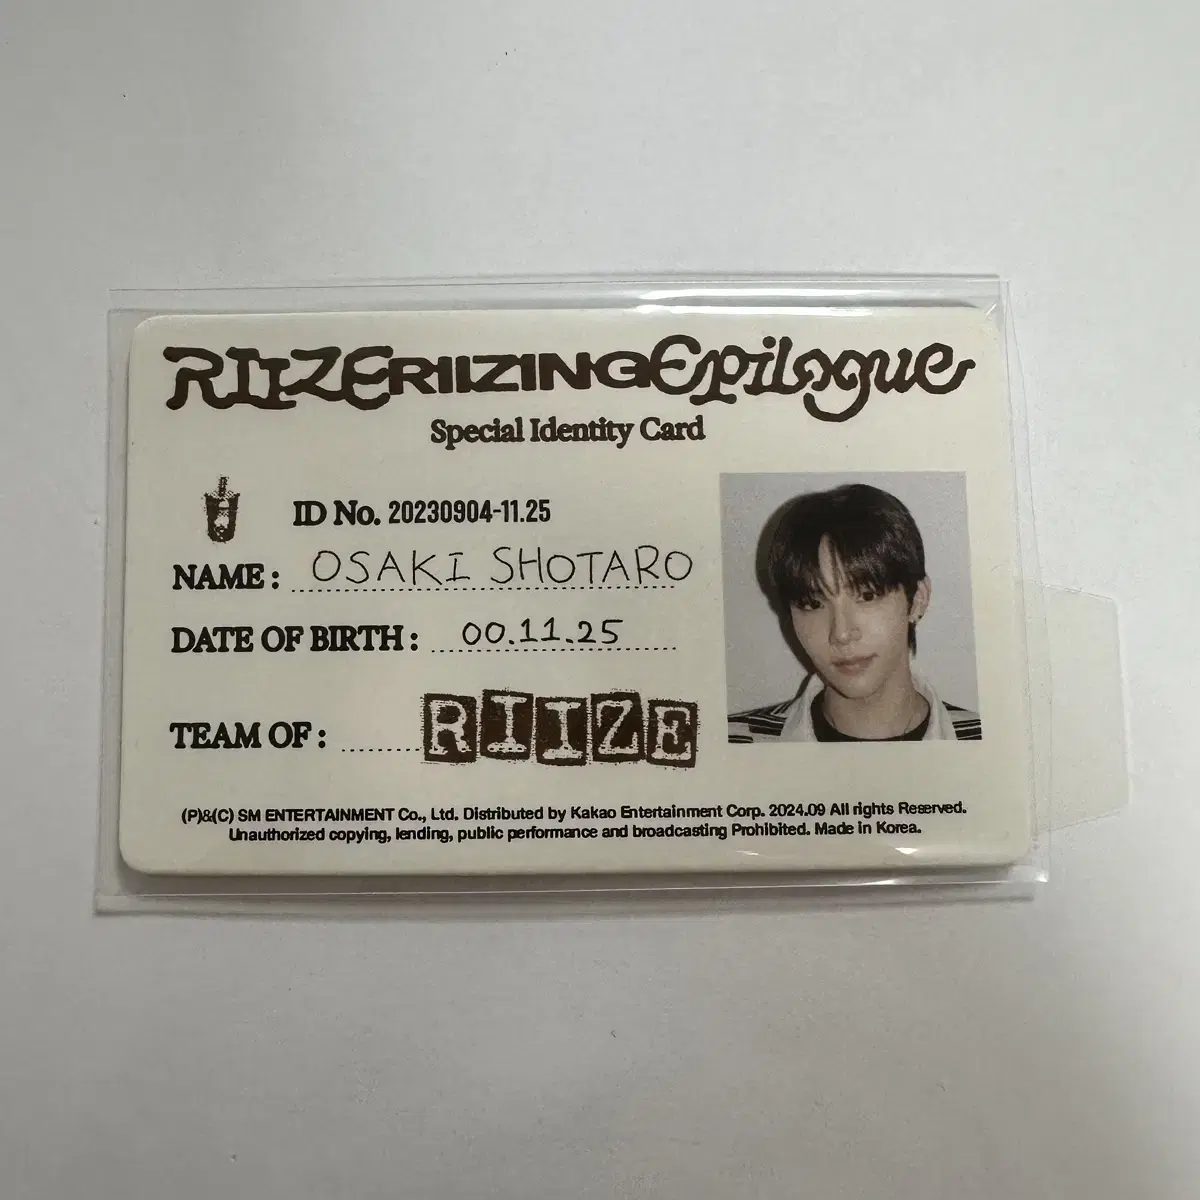 RIIZE RIIZING Epilogue
Special Identity Card
ID No. 20230904-11.25
NAME : OSAKI SHOTARO
DATE OF BIRTH : 00.11.25
TEAM OF : RIIZE
(P)&(C) SM ENTERTAINMENT Co., Ltd. Distributed by Kakao Entertainment Corp. 2024.09 All rights Reserved.
Unauthorized copying, lending, public performance and broadcasting Prohibited. Made in Korea.